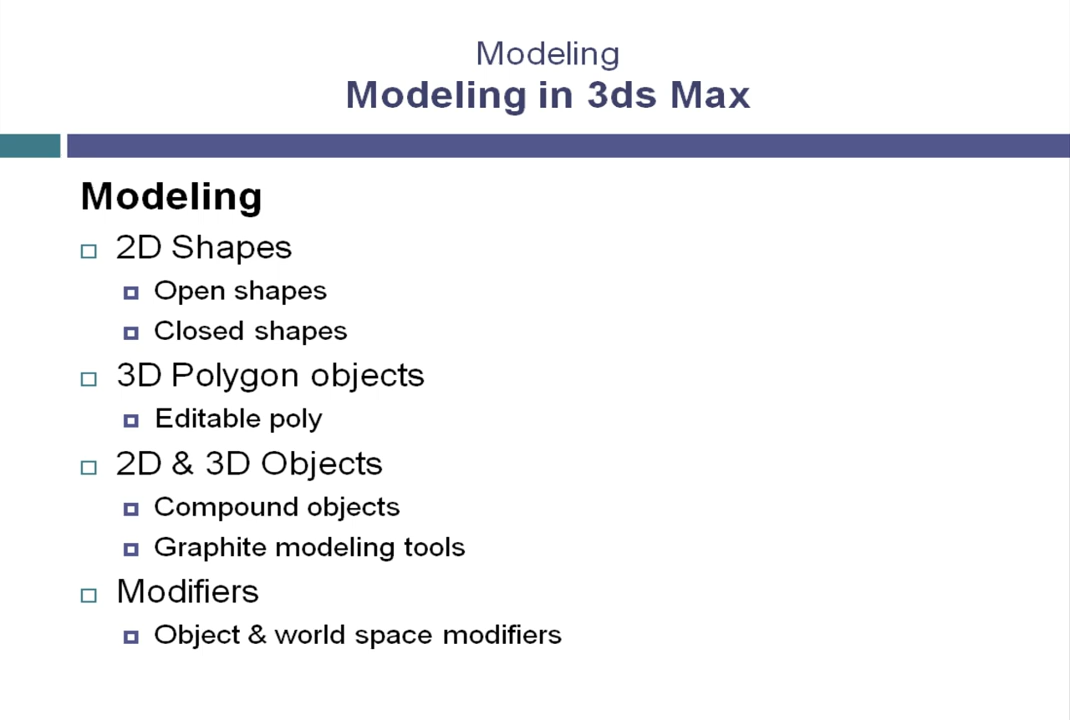 Modeling
Modeling in 3ds Max
Modeling
2D Shapes
Open shapes
Closed shapes
3D Polygon objects
Editable poly
2D & 3D Objects
Compound objects
Graphite modeling tools
Modifiers
Object & world space modifiers